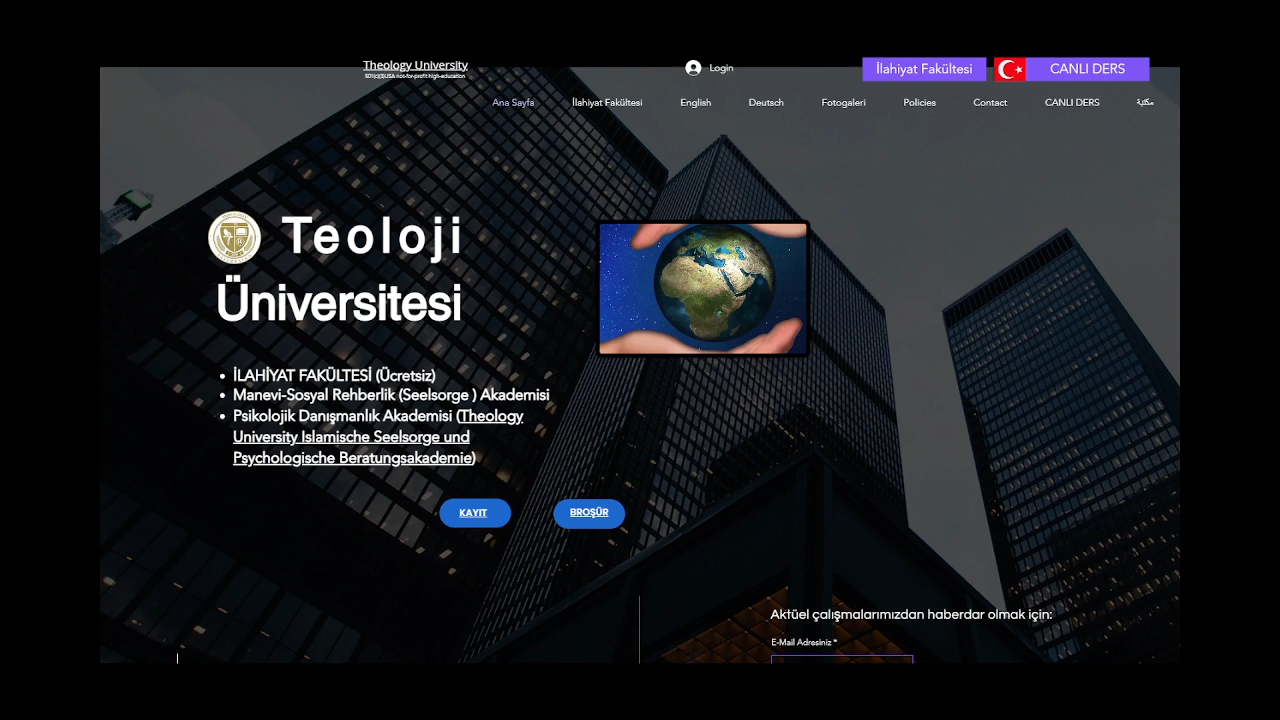 Theology University
501(c)(3)USA not-for-profit high-education
Login
İlahiyat Fakültesi
CANLI DERS
Ana Sayfa
İlahiyat Fakültesi
English
Deutsch
Fotogaleri
Policies
Contact
CANLI DERS
مكتبة
Teoloji
Üniversitesi
İLAHİYAT FAKÜLTESİ (Ücretsiz)
Manevi-Sosyal Rehberlik (Seelsorge ) Akademisi
Psikolojik Danışmanlık Akademisi (Theology
University Islamische Seelsorge und
Psychologische Beratungsakademie)
KAYIT
BROŞÜR
Aktüel çalışmalarımızdan haberdar olmak için:
E-Mail Adresiniz *